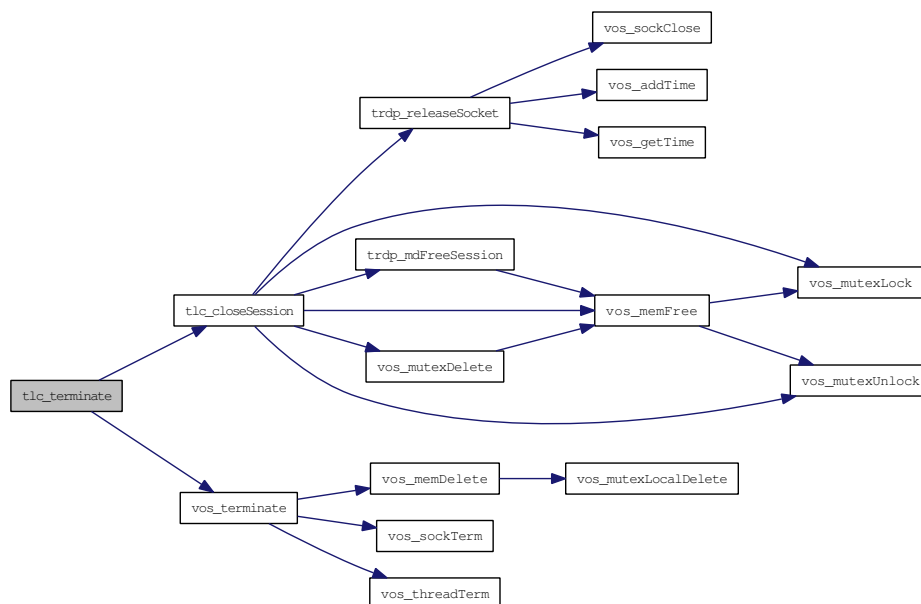 vos_sockClose
vos_addTime
trdp_releaseSocket
vos_getTime
trdp_mdFreeSession
vos_mutexLock
tlc_closeSession
vos_memFree
vos_mutexDelete
vos_mutexUnlock
tlc_terminate
vos_memDelete
vos_mutexLocalDelete
vos_terminate
vos_sockTerm
vos_threadTerm